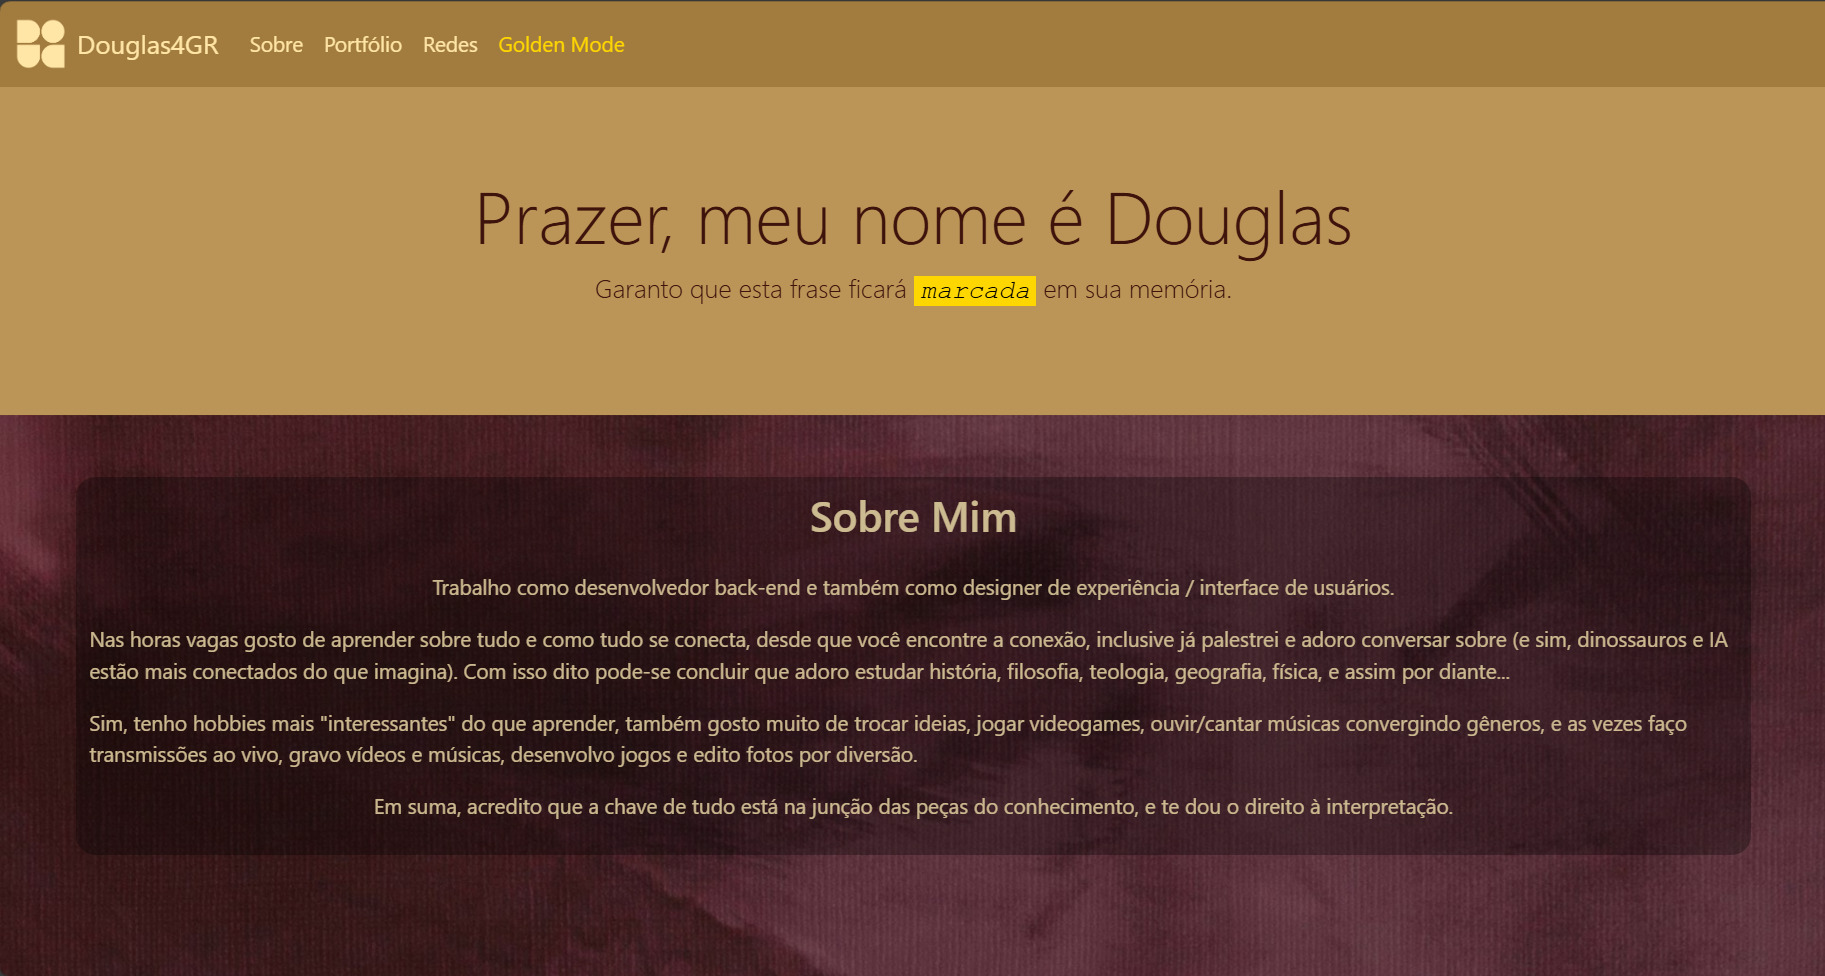 Douglas4GR Sobre Portfólio Redes Golden Mode
Prazer, meu nome é Douglas
Garanto que esta frase ficará marcada em sua memória.
Sobre Mim
Trabalho como desenvolvedor back-end e também como designer de experiência / interface de usuários.
Nas horas vagas gosto de aprender sobre tudo e como tudo se conecta, desde que você encontre a conexão, inclusive já palestrei e adoro conversar sobre (e sim, dinossauros e IA
estão mais conectados do que imagina). Com isso dito pode-se concluir que adoro estudar história, filosofia, teologia, geografia, física, e assim por diante...
Sim, tenho hobbies mais "interessantes" do que aprender, também gosto muito de trocar ideias, jogar videogames, ouvir/cantar músicas convergindo gêneros, e as vezes faço
transmissões ao vivo, gravo vídeos e músicas, desenvolvo jogos e edito fotos por diversão.
Em suma, acredito que a chave de tudo está na junção das peças do conhecimento, e te dou o direito à interpretação.